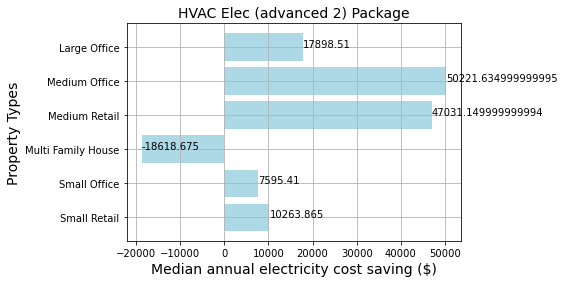 HVAC Elec (advanced 2) Package
Property Types
Large Office
17898.51
Medium Office
50221.634999999995
Medium Retail
47031.149999999994
Multi Family House
-18618.675
Small Office
7595.41
Small Retail
10263.865
−20000 −10000 0 10000 20000 30000 40000 50000
Median annual electricity cost saving ($)